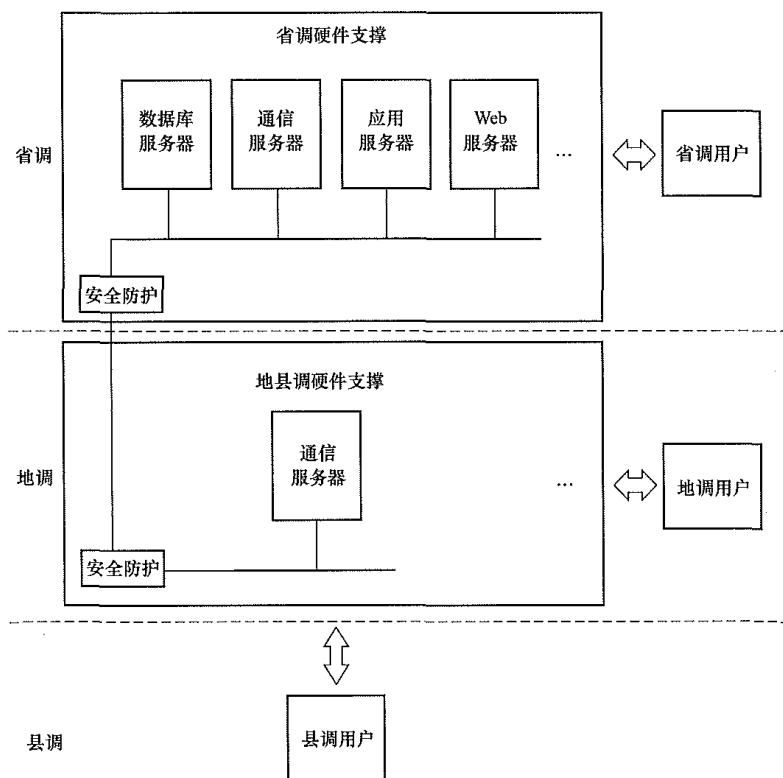 省调硬件支撑
数据库
服务器
通信
服务器
应用
服务器
Web
服务器
…
省调
省调用户
安全防护
地县调硬件支撑
通信
服务器
…
地调
地调用户
安全防护
县调
县调用户